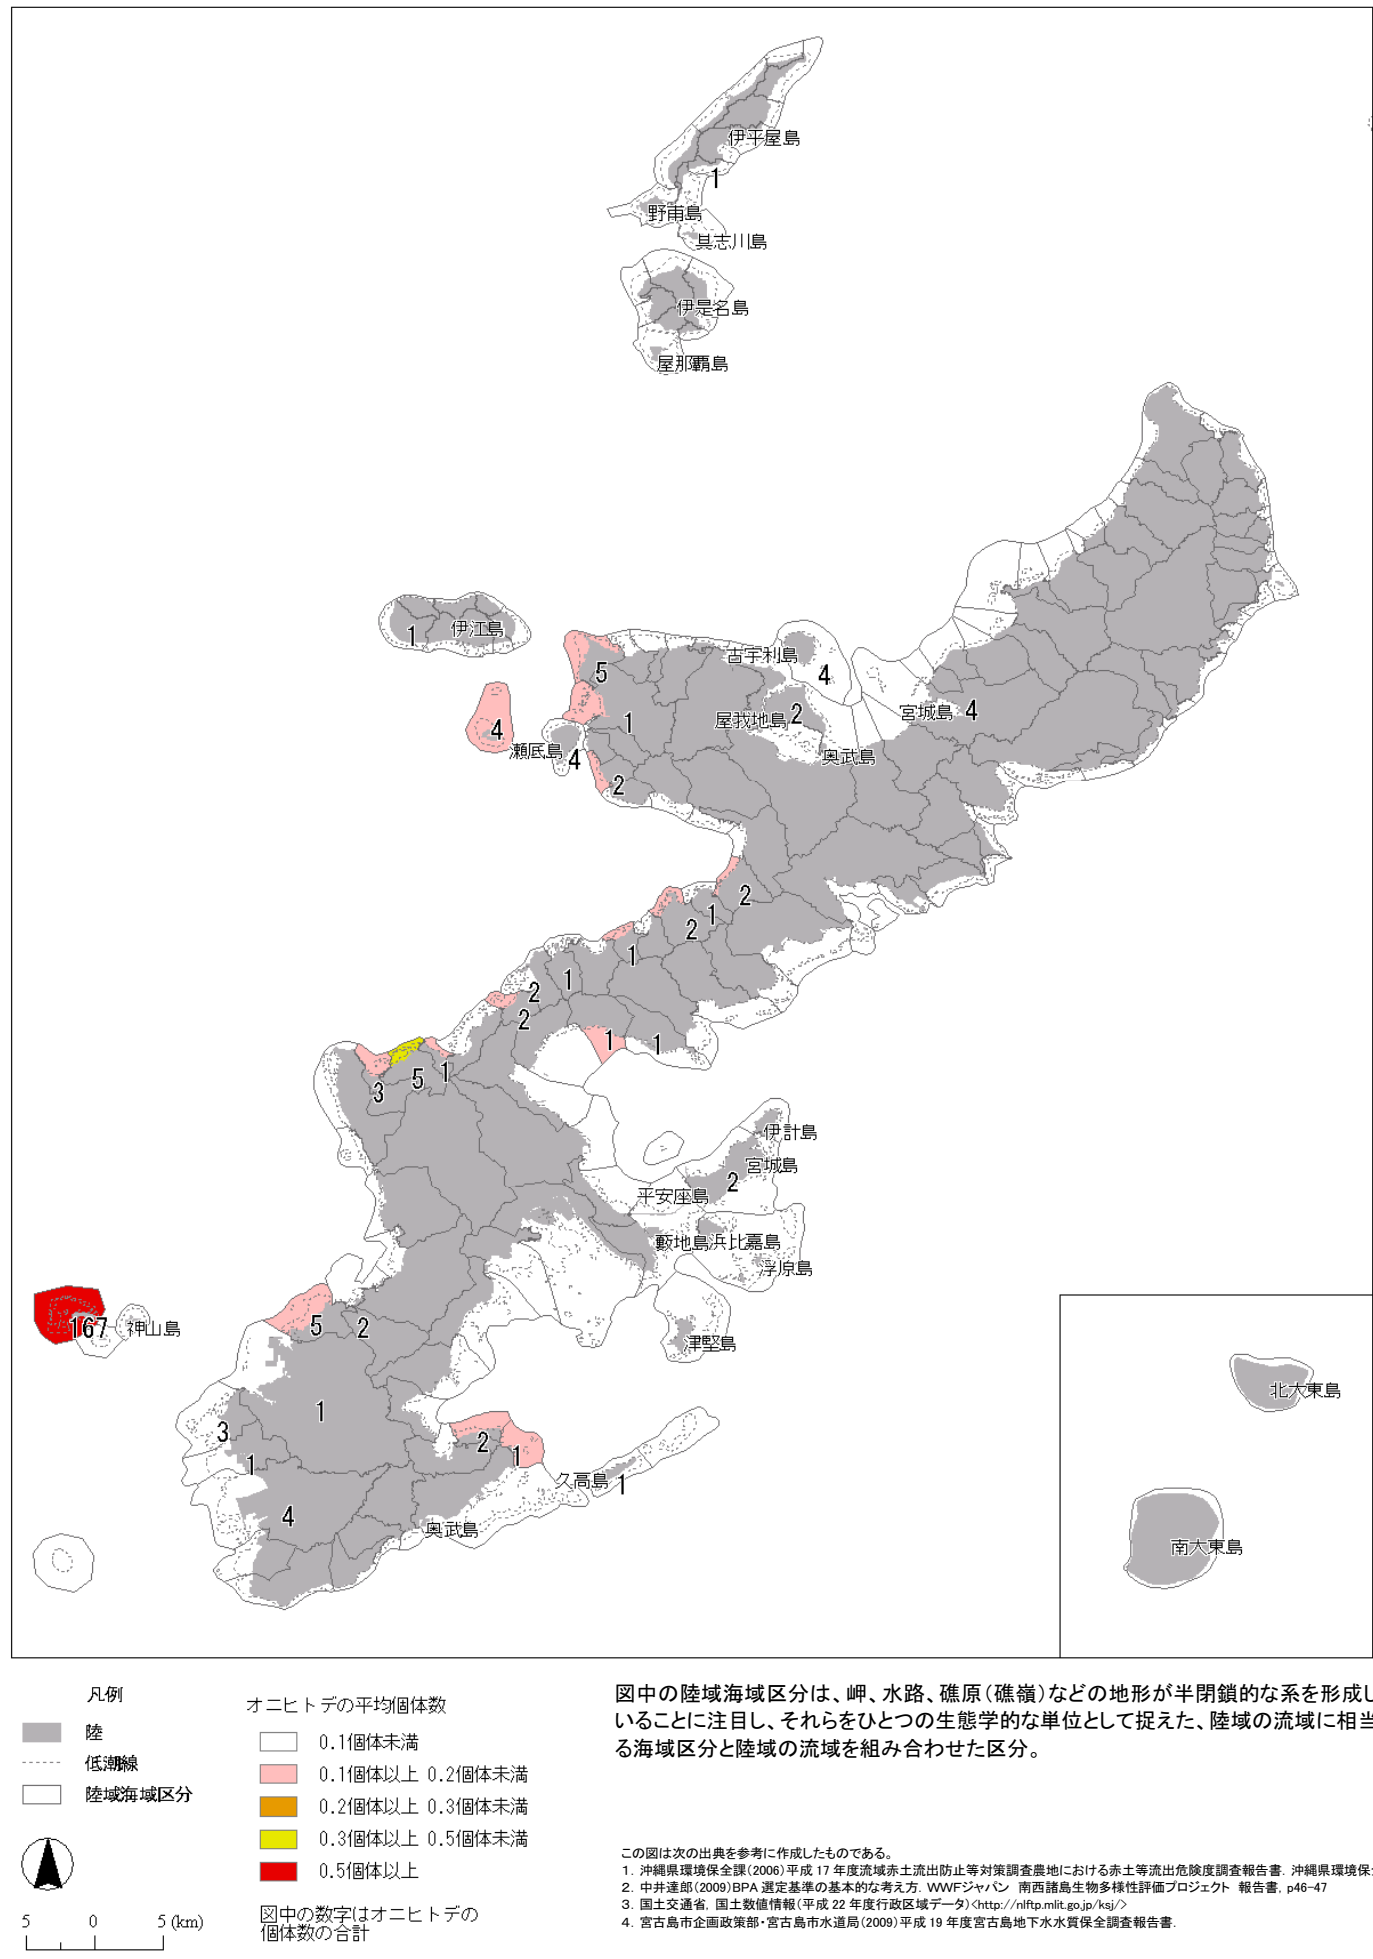 伊平屋島
1
野甫島
具志川島
伊是名島
屋那覇島
伊江島
1
古宇利島
5
4
屋我地島
2
宮城島
4
1
4
瀬底島
4
奥武島
2
2
1
2
1
1
2
2
1
1
5
1
3
伊計島
宮城島
平安座島
2
藪地島
浜比嘉島
浮原島
167
神山島
5
2
津堅島
北大東島
1
3
2
1
1
久高島
1
4
奥武島
南大東島
凡例
陸
低潮線
陸域海域区分
5 0 5(km)
オニヒトデの平均個体数
0.1個体未満
0.1個体以上 0.2個体未満
0.2個体以上 0.3個体未満
0.3個体以上 0.5個体未満
0.5個体以上
図中の数字はオニヒトデの
個体数の合計
図中の陸域海域区分は、岬、水路、礁原(礁嶺)などの地形が半閉鎖的な系を形成し
いることに注目し、それらをひとつの生態学的な単位として捉えた、陸域の流域に相当
る海域区分と陸域の流域を組み合わせた区分。
この図は次の出典を参考に作成したものである。
1. 沖縄県環境保全課(2006)平成 17 年度流域赤土流出防止等対策調査農地における赤土等流出危険度調査報告書. 沖縄県環境保
2. 中井達郎(2009)BPA 選定基準の基本的な考え方. WWFジャパン 南西諸島生物多様性評価プロジェクト 報告書, p46-47
3. 国土交通省, 国土数値情報(平成 22 年度行政区域データ)<http://nlftp.mlit.go.jp/ksj/>
4. 宮古島市企画政策部・宮古島市水道局(2009)平成 19 年度宮古島地下水水質保全調査報告書.